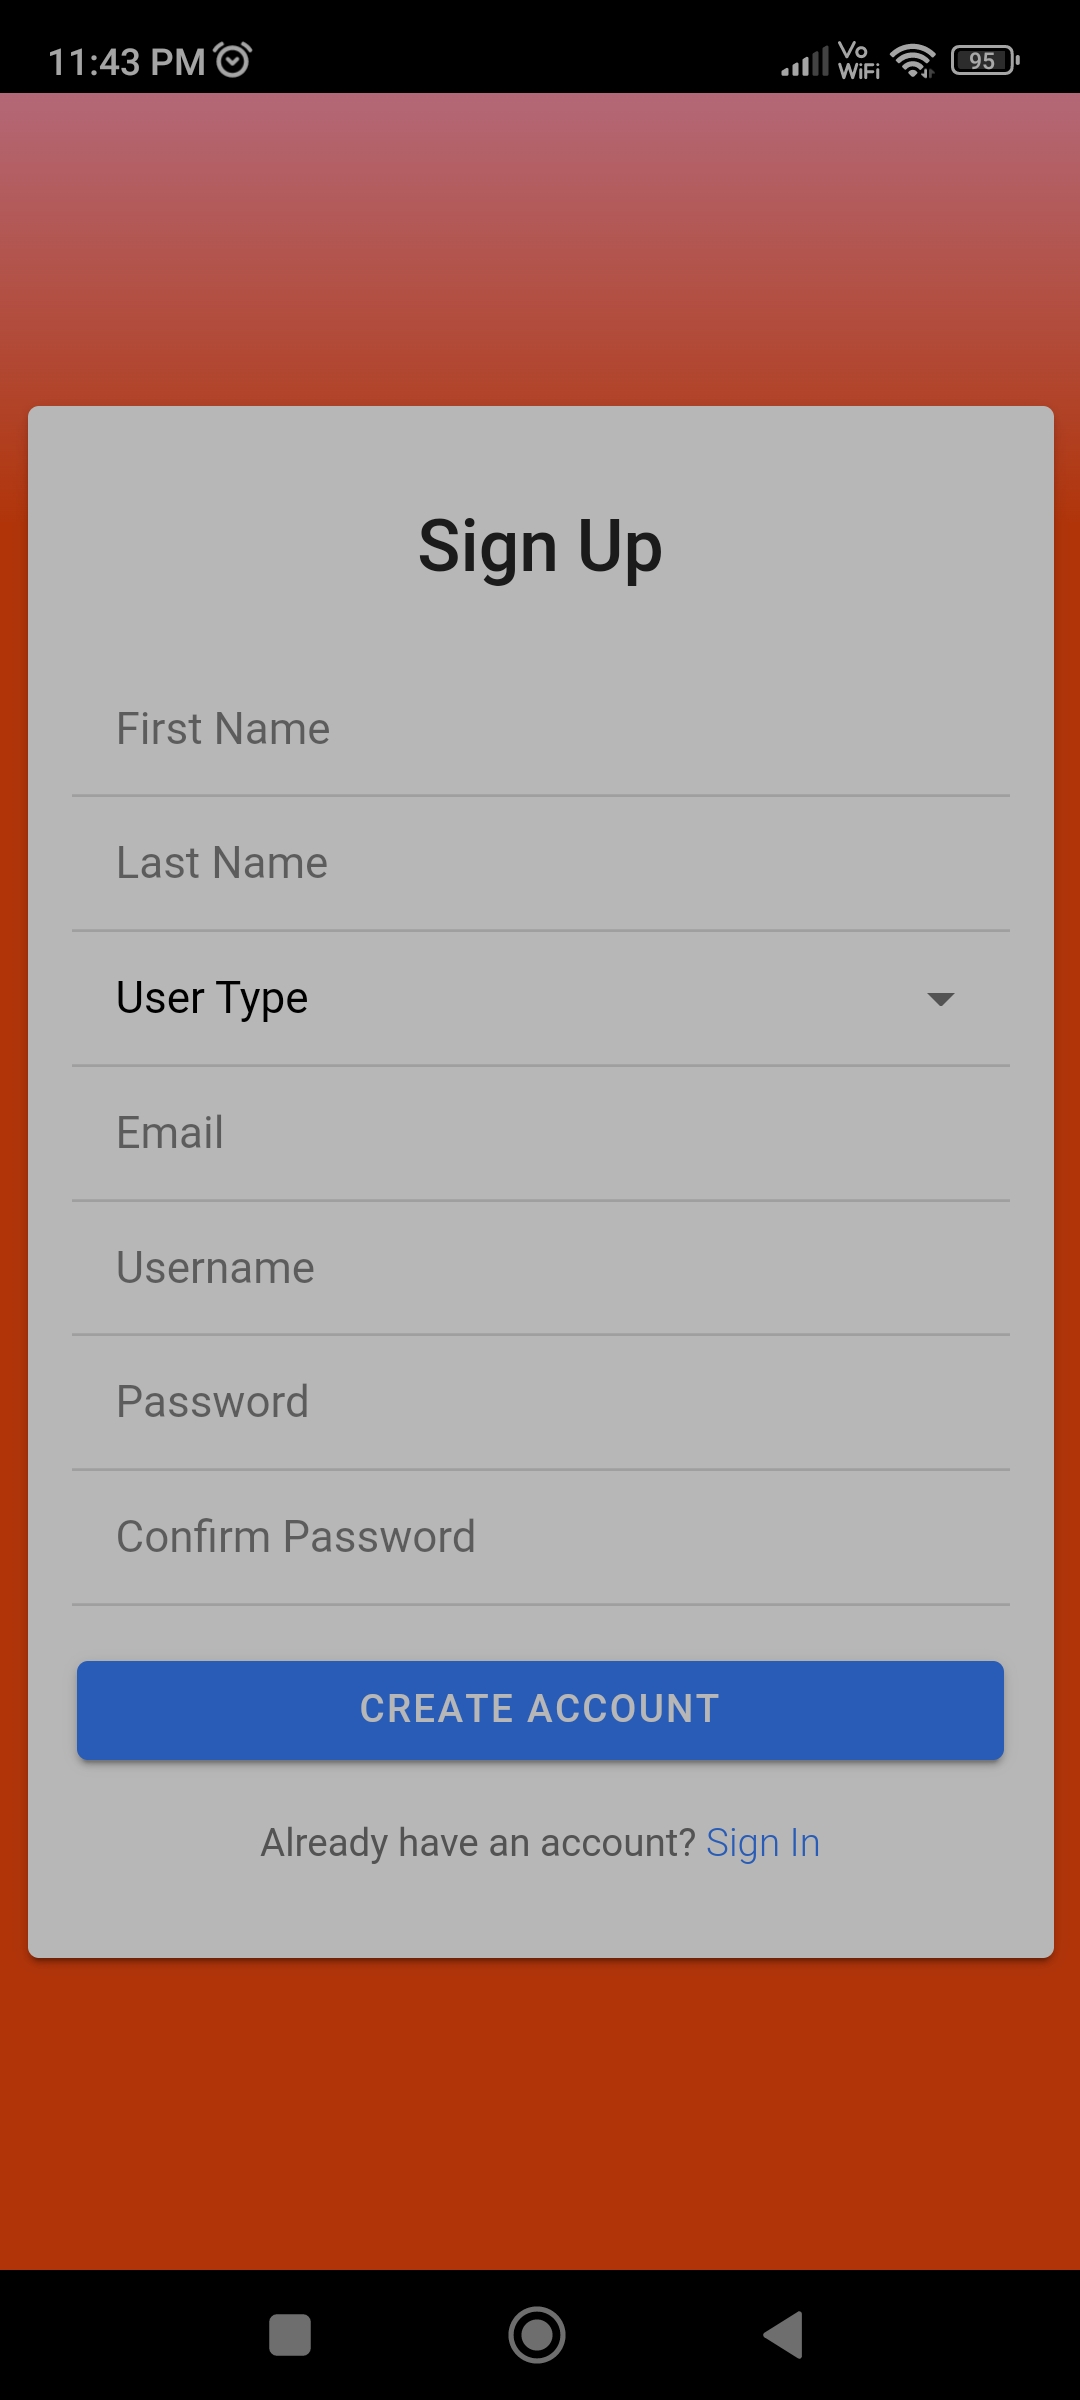 11:43 PM Vo WiFi 95
Sign Up
First Name
Last Name
User Type
Email
Username
Password
Confirm Password
CREATE ACCOUNT
Already have an account? Sign In